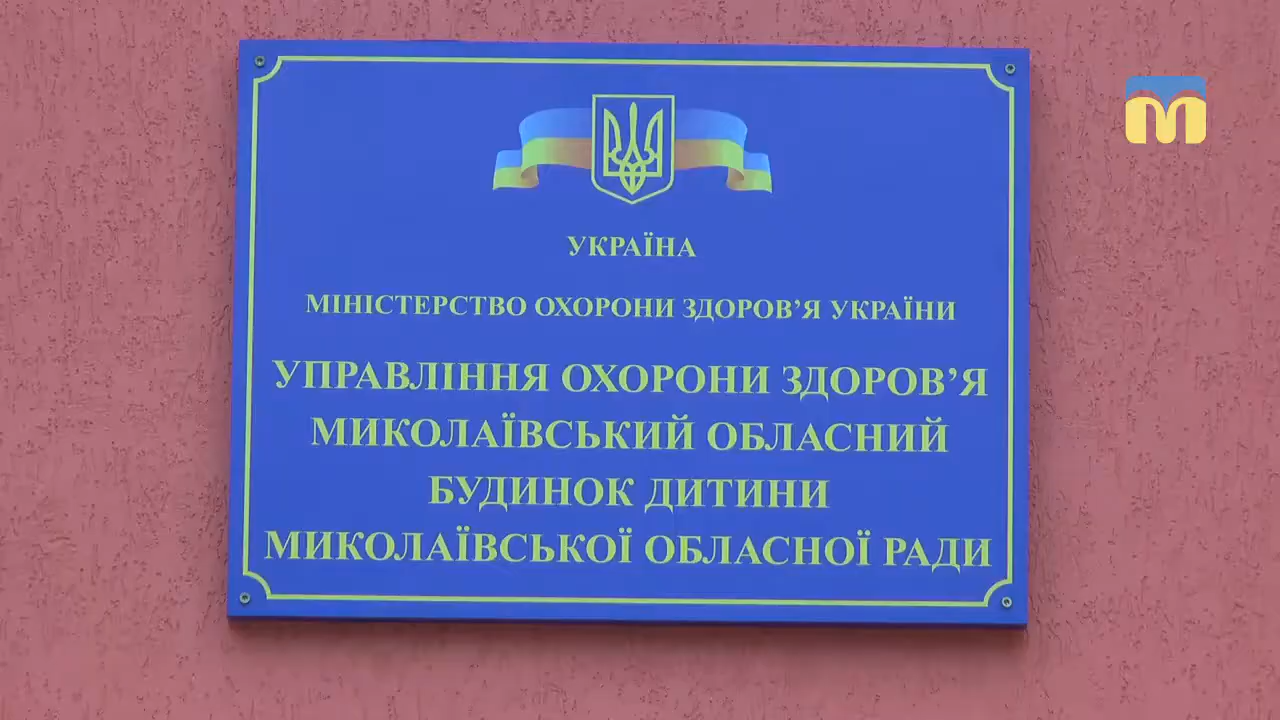 УКРАЇНА
МІНІСТЕРСТВО ОХОРОНИ ЗДОРОВ’Я УКРАЇНИ
УПРАВЛІННЯ ОХОРОНИ ЗДОРОВ’Я
МИКОЛАЇВСЬКИЙ ОБЛАСНИЙ
БУДИНОК ДИТИНИ
МИКОЛАЇВСЬКОЇ ОБЛАСНОЇ РАДИ